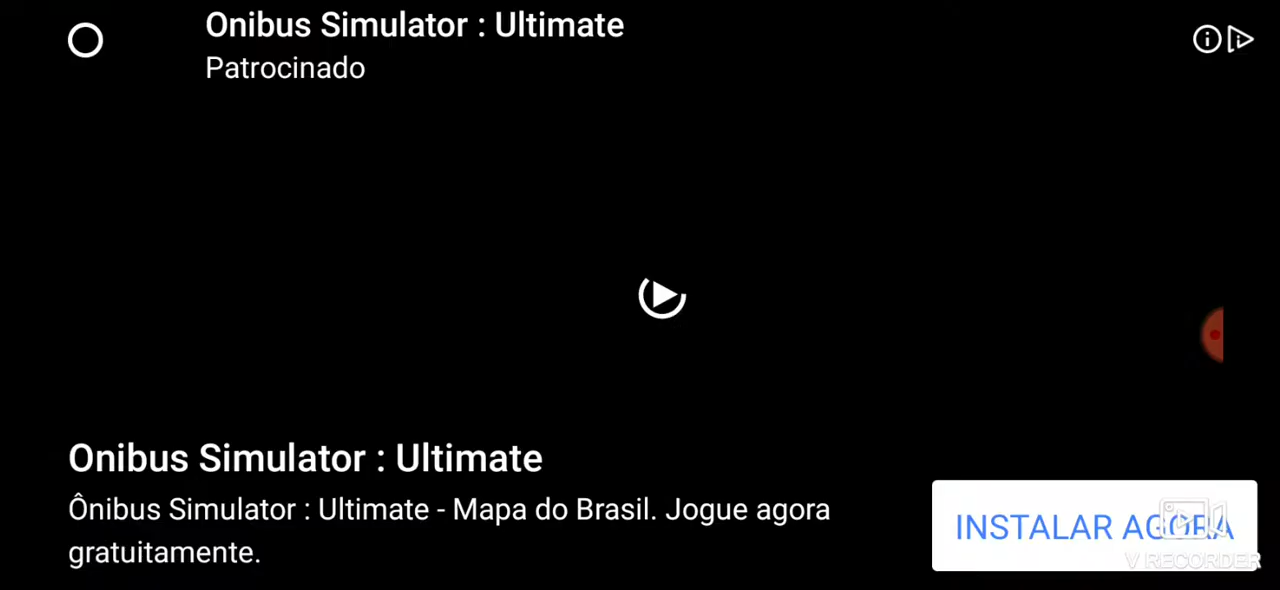 Onibus Simulator : Ultimate
Patrocinado
Onibus Simulator : Ultimate
Ônibus Simulator : Ultimate - Mapa do Brasil. Jogue agora
gratuitamente.
INSTALAR AGORA
V RECORDER